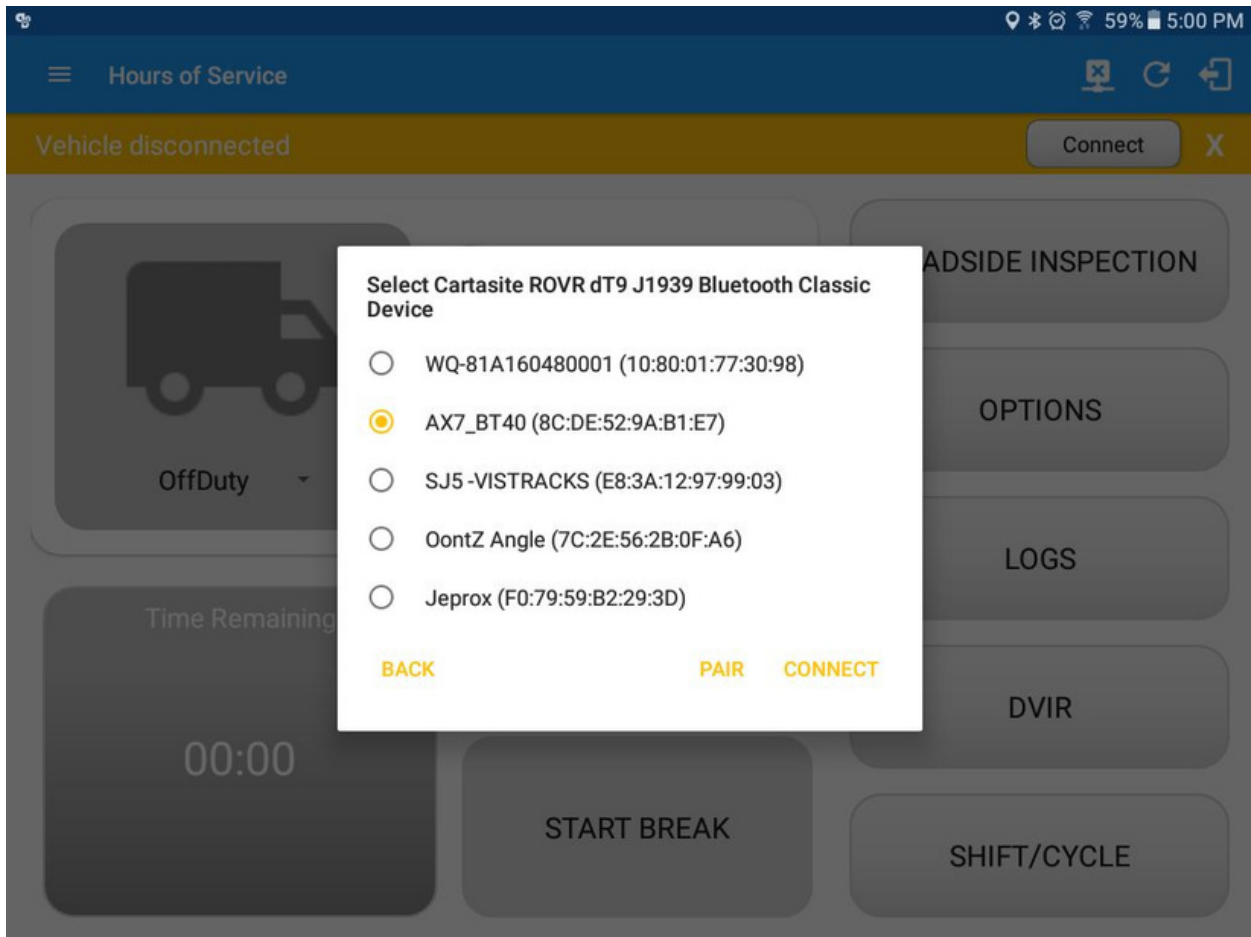 59% 5:00 PM
Hours of Service
Vehicle disconnected
Connect
X
ADSIDE INSPECTION
Select Cartasite ROVR dT9 J1939 Bluetooth Classic
Device
WQ-81A160480001 (10:80:01:77:30:98)
AX7_BT40 (8C:DE:52:9A:B1:E7)
SJ5 -VISTRACKS (E8:3A:12:97:99:03)
OontZ Angle (7C:2E:56:2B:0F:A6)
Jeprox (F0:79:59:B2:29:3D)
BACK
PAIR
CONNECT
OffDuty
OPTIONS
LOGS
Time Remaining
00:00
DVIR
START BREAK
SHIFT/CYCLE